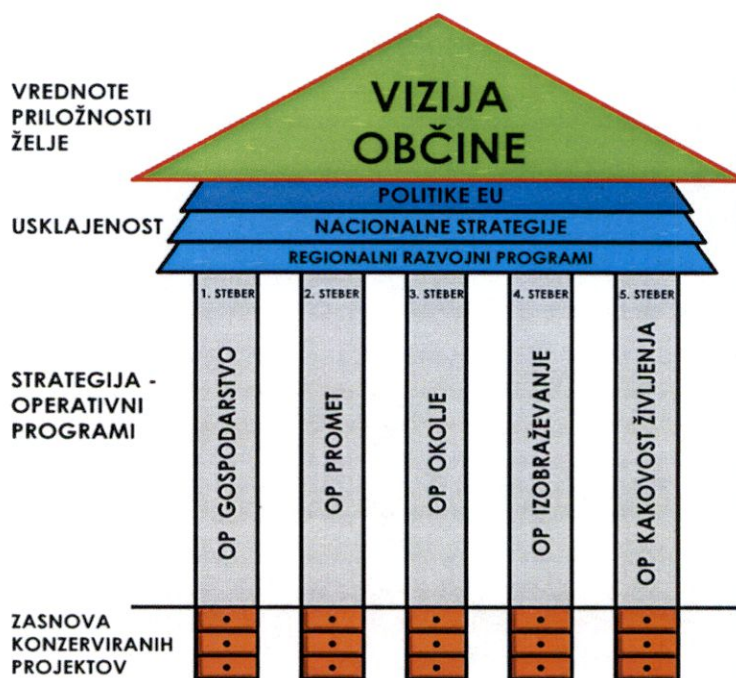 VREDNOTE
PRILOŽNOSTI
ŽELJE
VIZIJA
OBČINE
POLITIKE EU
USKLAJENOST
NACIONALNE STRATEGIJE
REGIONALNI RAZVOJNI PROGRAMI
1. STEBER
2. STEBER
3. STEBER
4. STEBER
5. STEBER
STRATEGIJA -
OPERATIVNI
PROGRAMI
OP GOSPODARSTVO
OP PROMET
OP OKOLJE
OP IZOBRAŽEVANJE
OP KAKOVOST ŽIVLJENJA
ZASNOVA
KONZERVIRANIH
PROJEKTOV